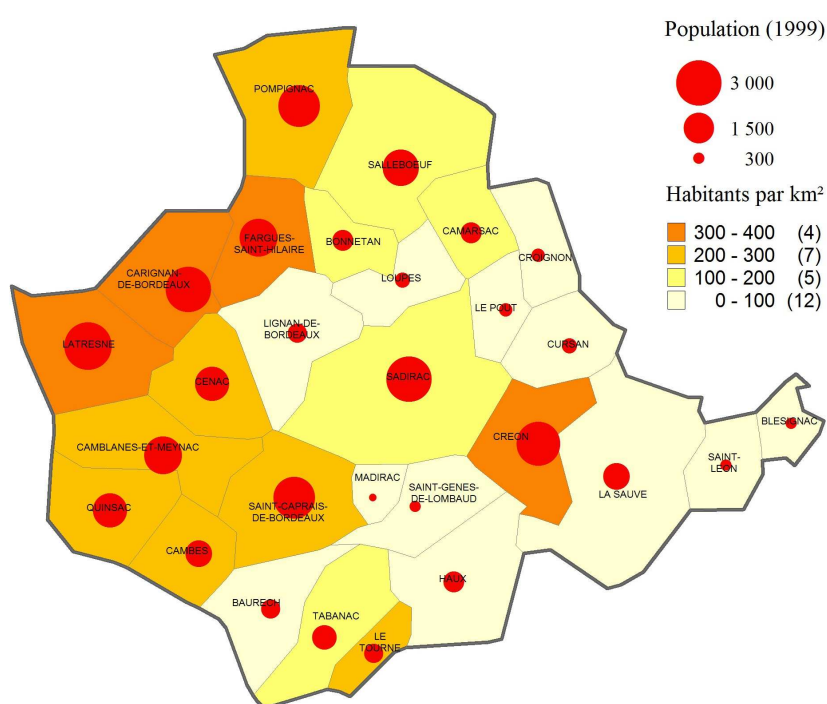 Population (1999)
3 000
1 500
300
Habitants par km²
300 - 400 (4)
200 - 300 (7)
100 - 200 (5)
0 - 100 (12)
POMPIGNAC
SALLEBOEUF
FARGUES-
SAINT-HILAIRE
BONNETAN
CAMARSAC
CROIGNON
CARIGNAN-
DE-BORDEAUX
LOUPES
LE POUT
LIGNAN-DE-
BORDEAUX
LATRESNE
CURSAN
CENAC
SADIRAC
BLESIGNAC
CREON
CAMBLANES-ET-MEYNAC
SAINT-
LEON
MADIRAC
SAINT-GENES-
DE-LOMBAUD
LA SAUVE
QUINSAC
SAINT-CAPRAIS-
DE-BORDEAUX
CAMBES
HAUX
BAURECH
TABANAC
LE
TOURNE